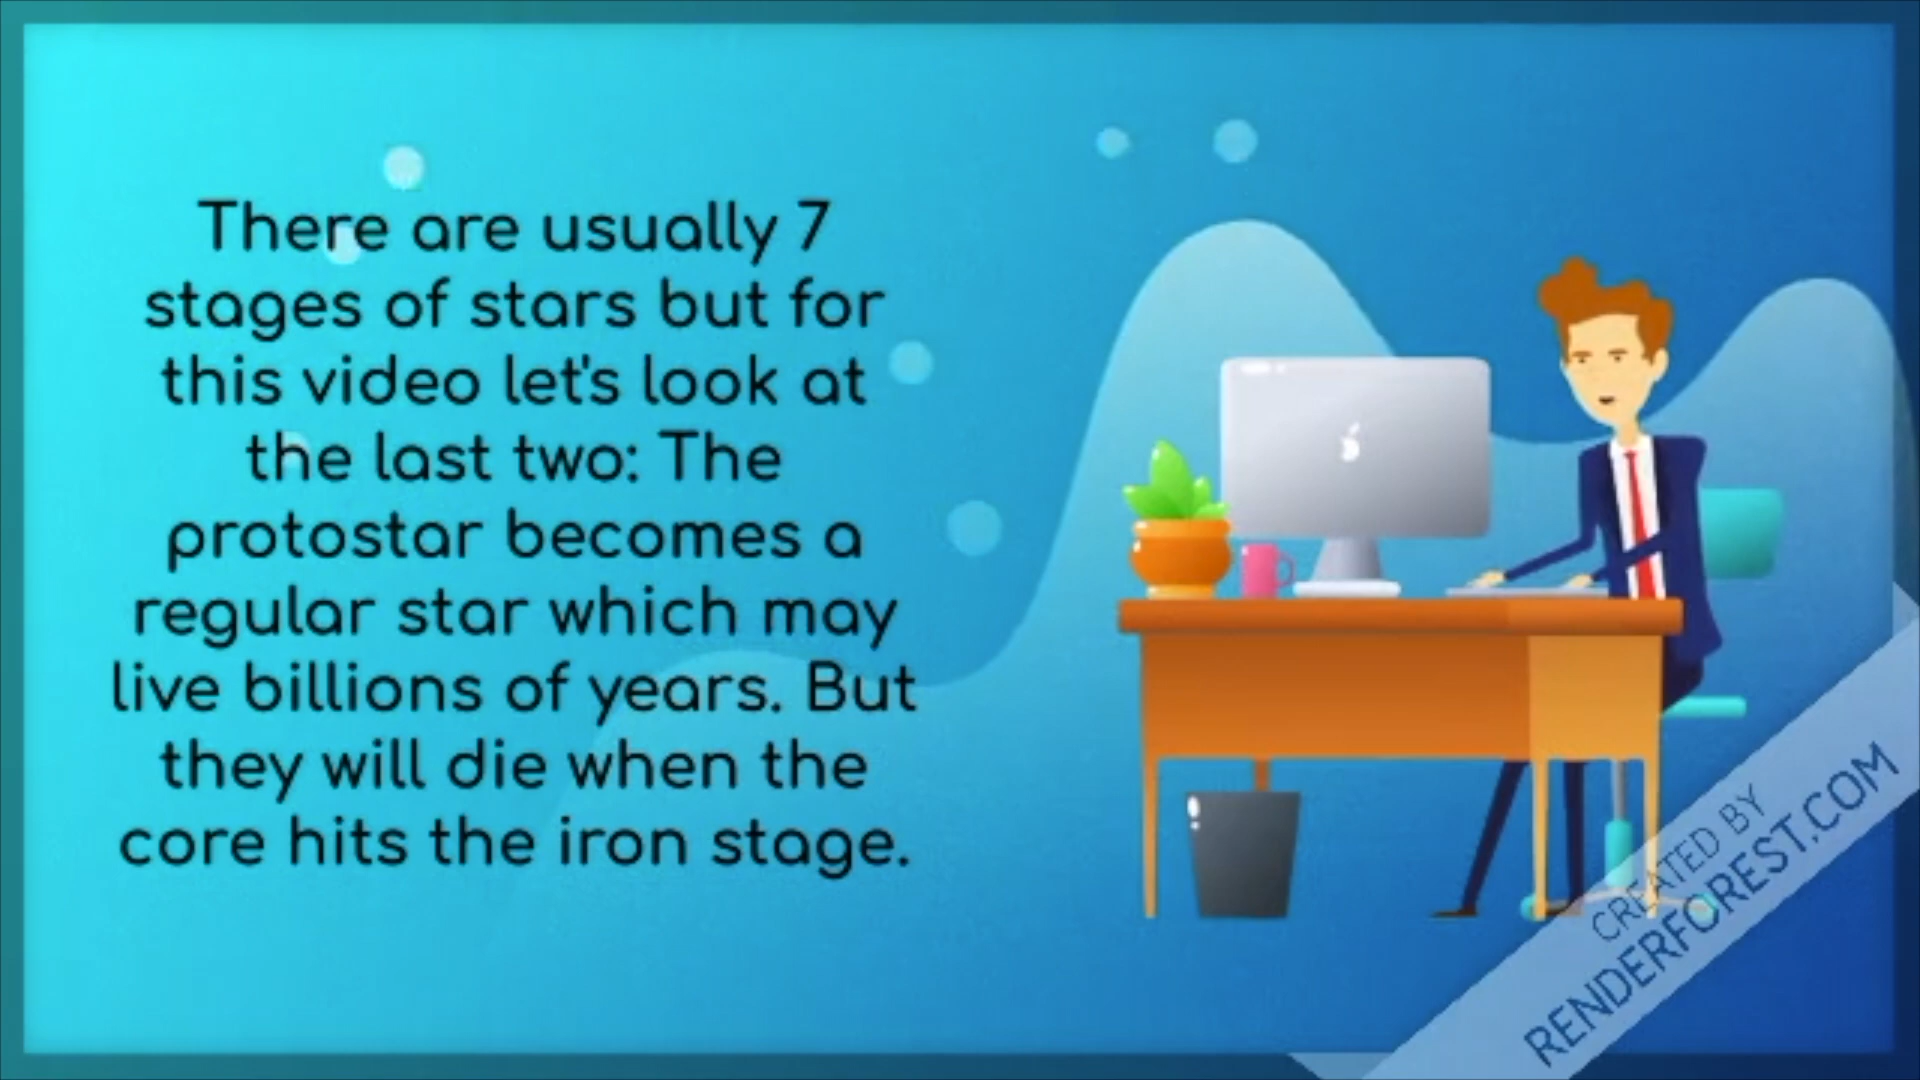 There are usually 7
stages of stars but for
this video let's look at
the last two: The
protostar becomes a
regular star which may
live billions of years. But
they will die when the
core hits the iron stage.
CREATED BY
RENDERFOREST.COM